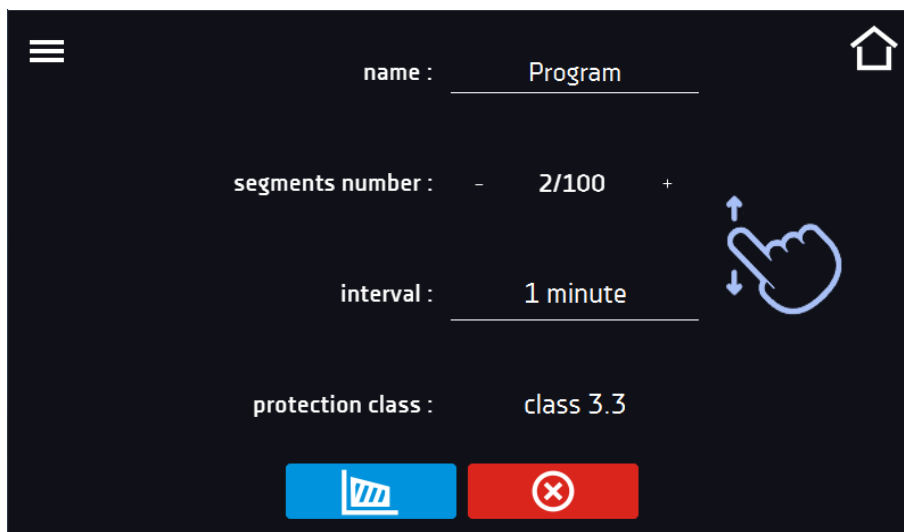 name : Program
segments number : - 2/100 +
interval : 1 minute
protection class : class 3.3